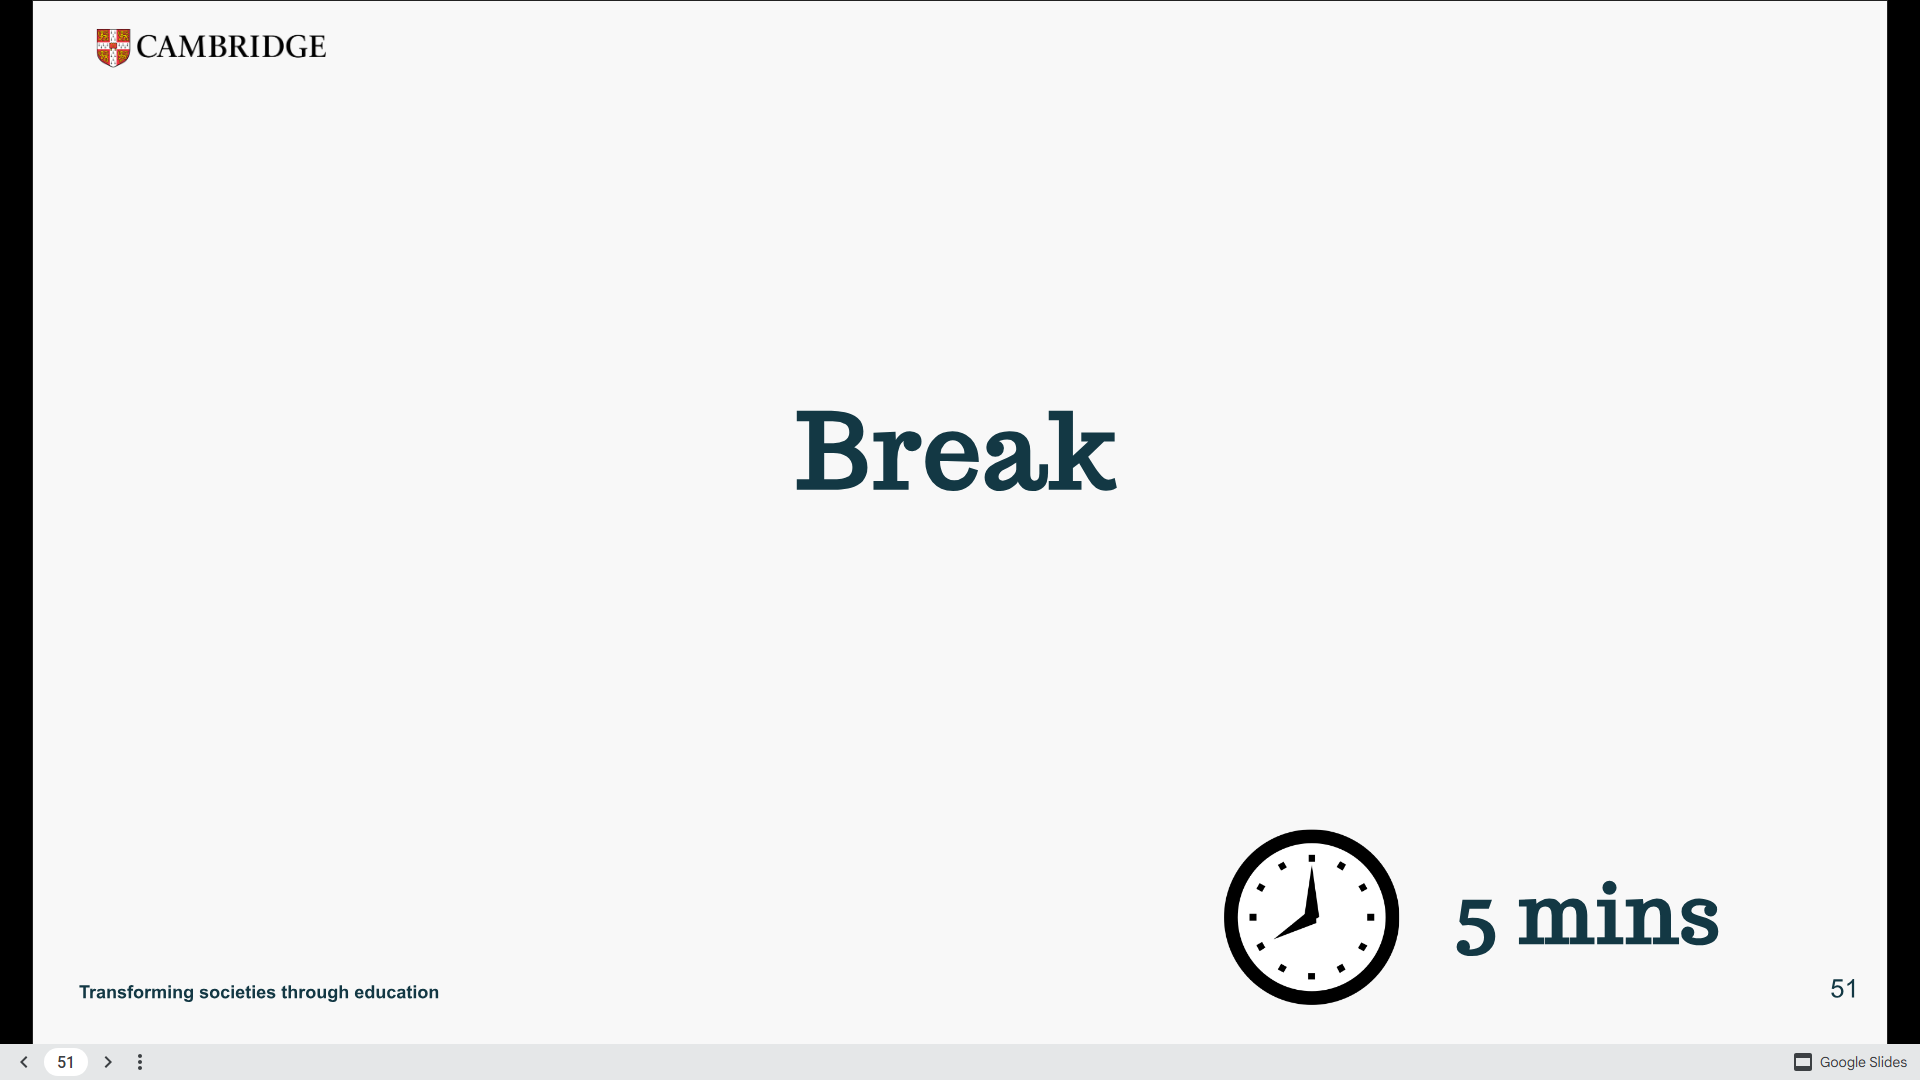 CAMBRIDGE
Break
5 mins
Transforming societies through education
51
51
Google Slides